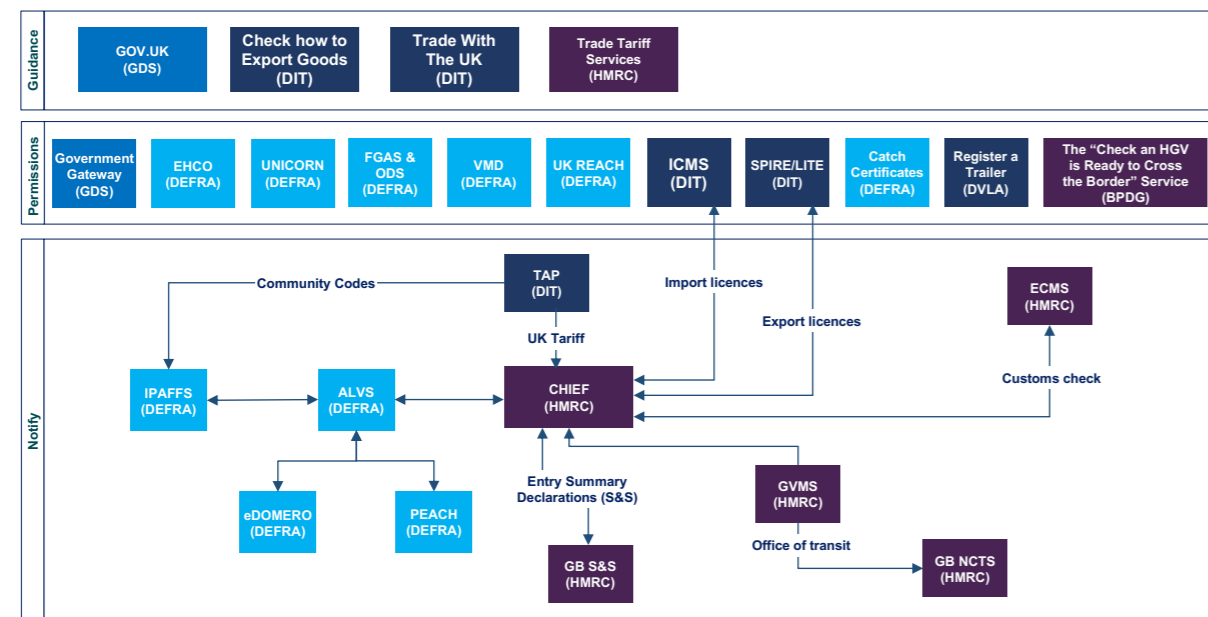 Guidance
GOV.UK
(GDS)
Check how to
Export Goods
(DIT)
Trade With
The UK
(DIT)
Trade Tariff
Services
(HMRC)
Permissions
Government
Gateway
(GDS)
EHCO
(DEFRA)
UNICORN
(DEFRA)
FGAS &
ODS
(DEFRA)
VMD
(DEFRA)
UK REACH
(DEFRA)
ICMS
(DIT)
SPIRE/LITE
(DIT)
Catch
Certificates
(DEFRA)
Register a
Trailer
(DVLA)
The “Check an HGV
is Ready to Cross
the Border” Service
(BPDG)
Notify
TAP
(DIT)
Community Codes
Import licences
ECMS
(HMRC)
Export licences
UK Tariff
IPAFFS
(DEFRA)
ALVS
(DEFRA)
CHIEF
(HMRC)
Customs check
Entry Summary
Declarations (S&S)
GVMS
(HMRC)
eDOMERO
(DEFRA)
PEACH
(DEFRA)
Office of transit
GB S&S
(HMRC)
GB NCTS
(HMRC)